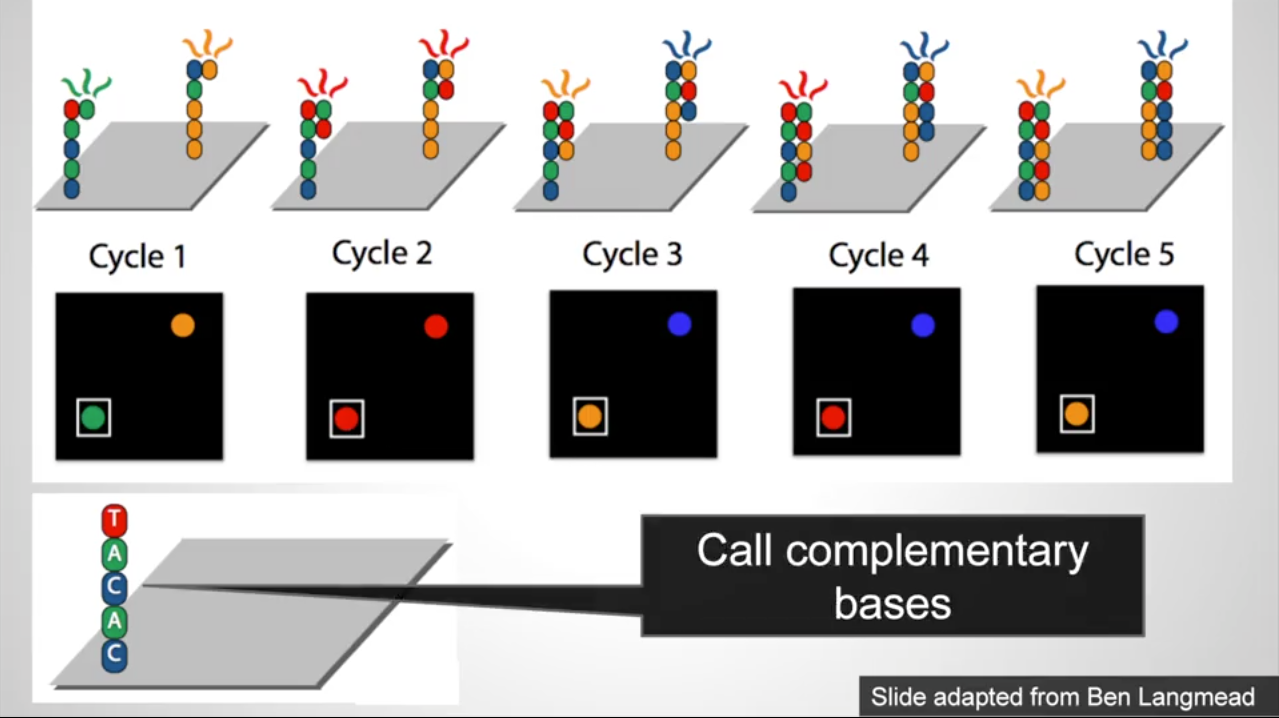 Cycle 1
Cycle 2
Cycle 3
Cycle 4
Cycle 5
T
A
C
A
C
Call complementary
bases
Slide adapted from Ben Langmead